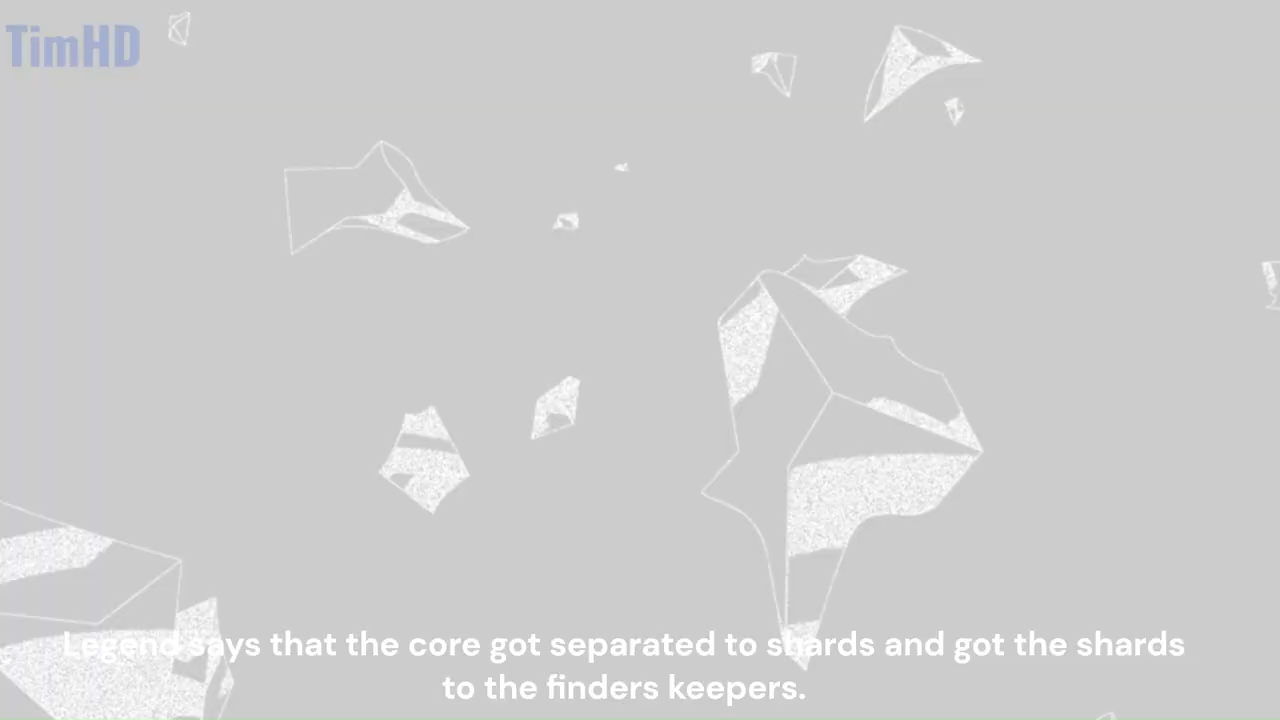 TimHD
Legend says that the core got separated to shards and got the shards
to the finders keepers.